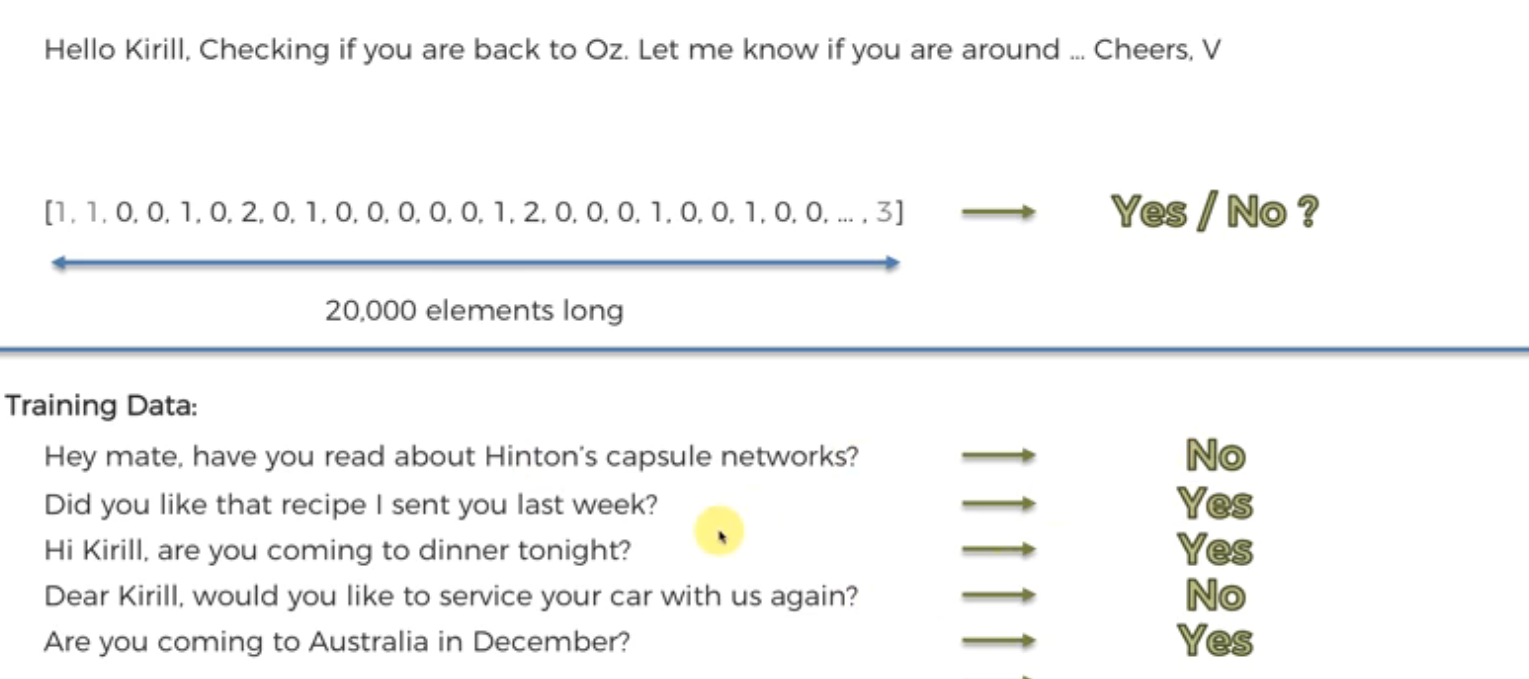 Hello Kirill, Checking if you are back to Oz. Let me know if you are around ... Cheers, V
[1, 1, 0, 0, 1, 0, 2, 0, 1, 0, 0, 0, 0, 0, 1, 2, 0, 0, 0, 1, 0, 0, 1, 0, 0, ... , 3]
Yes / No ?
20,000 elements long
Training Data:
Hey mate, have you read about Hinton's capsule networks?
No
Did you like that recipe I sent you last week?
Yes
Hi Kirill, are you coming to dinner tonight?
Yes
Dear Kirill, would you like to service your car with us again?
No
Are you coming to Australia in December?
Yes